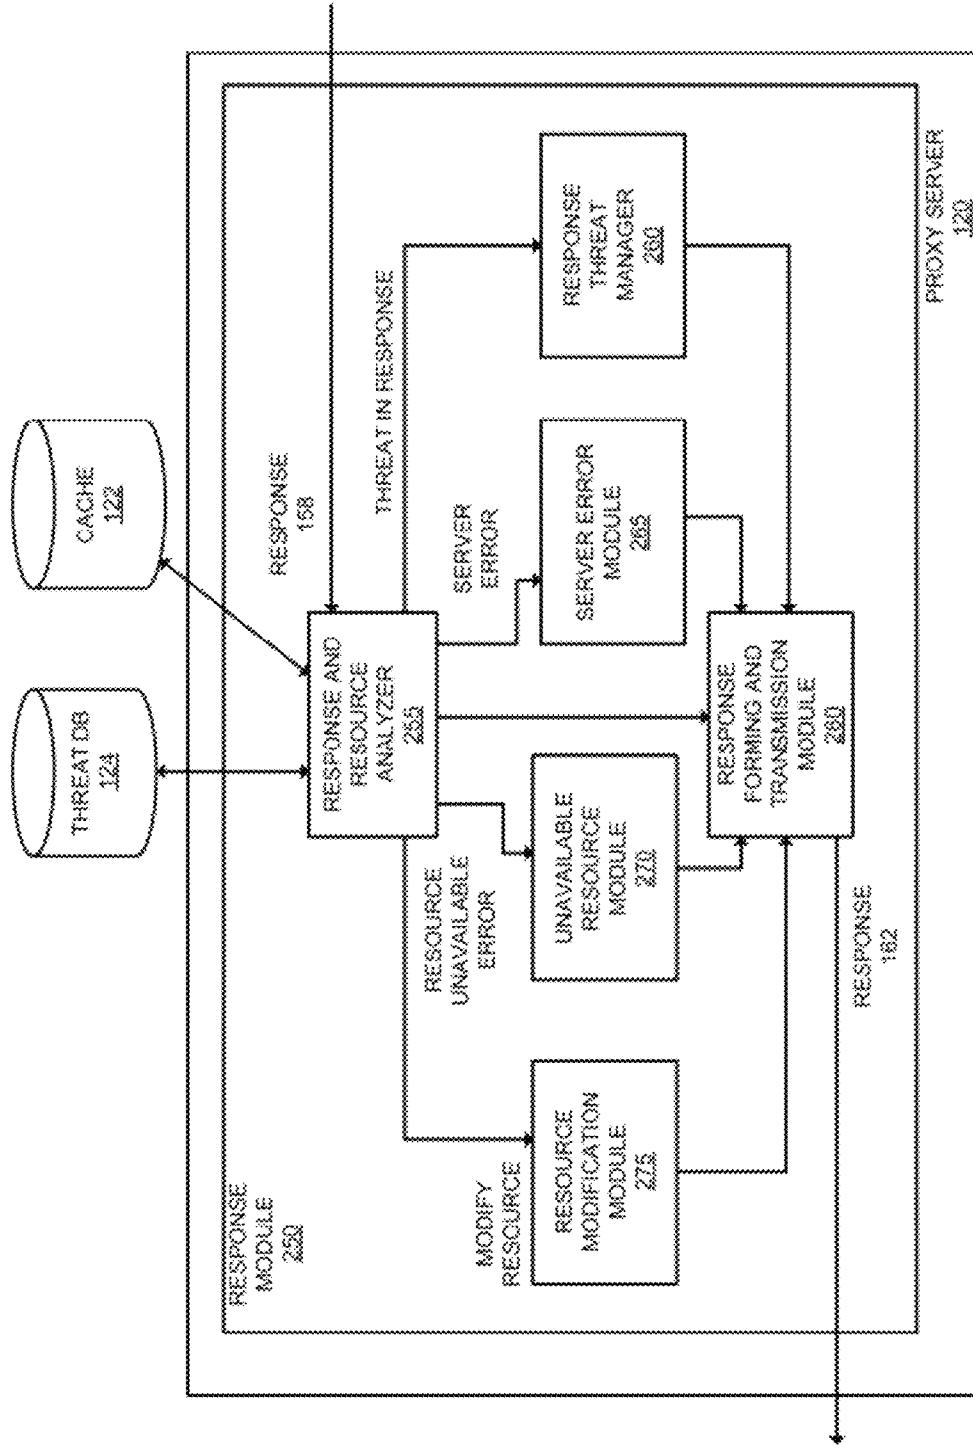 THREAT DB
124
CACHE
122
RESPONSE
MODULE
250
RESPONSE
158
RESPONSE AND
RESOURCE
ANALYZER
255
MODIFY
RESOURCE
RESOURCE
UNAVAILABLE
ERROR
SERVER
ERROR
THREAT IN RESPONSE
RESOURCE
MODIFICATION
MODULE
275
UNAVAILABLE
RESOURCE
MODULE
270
SERVER ERROR
MODULE
265
RESPONSE
THREAT
MANAGER
260
RESPONSE
FORMING AND
TRANSMISSION
MODULE
280
RESPONSE
162
PROXY SERVER
120